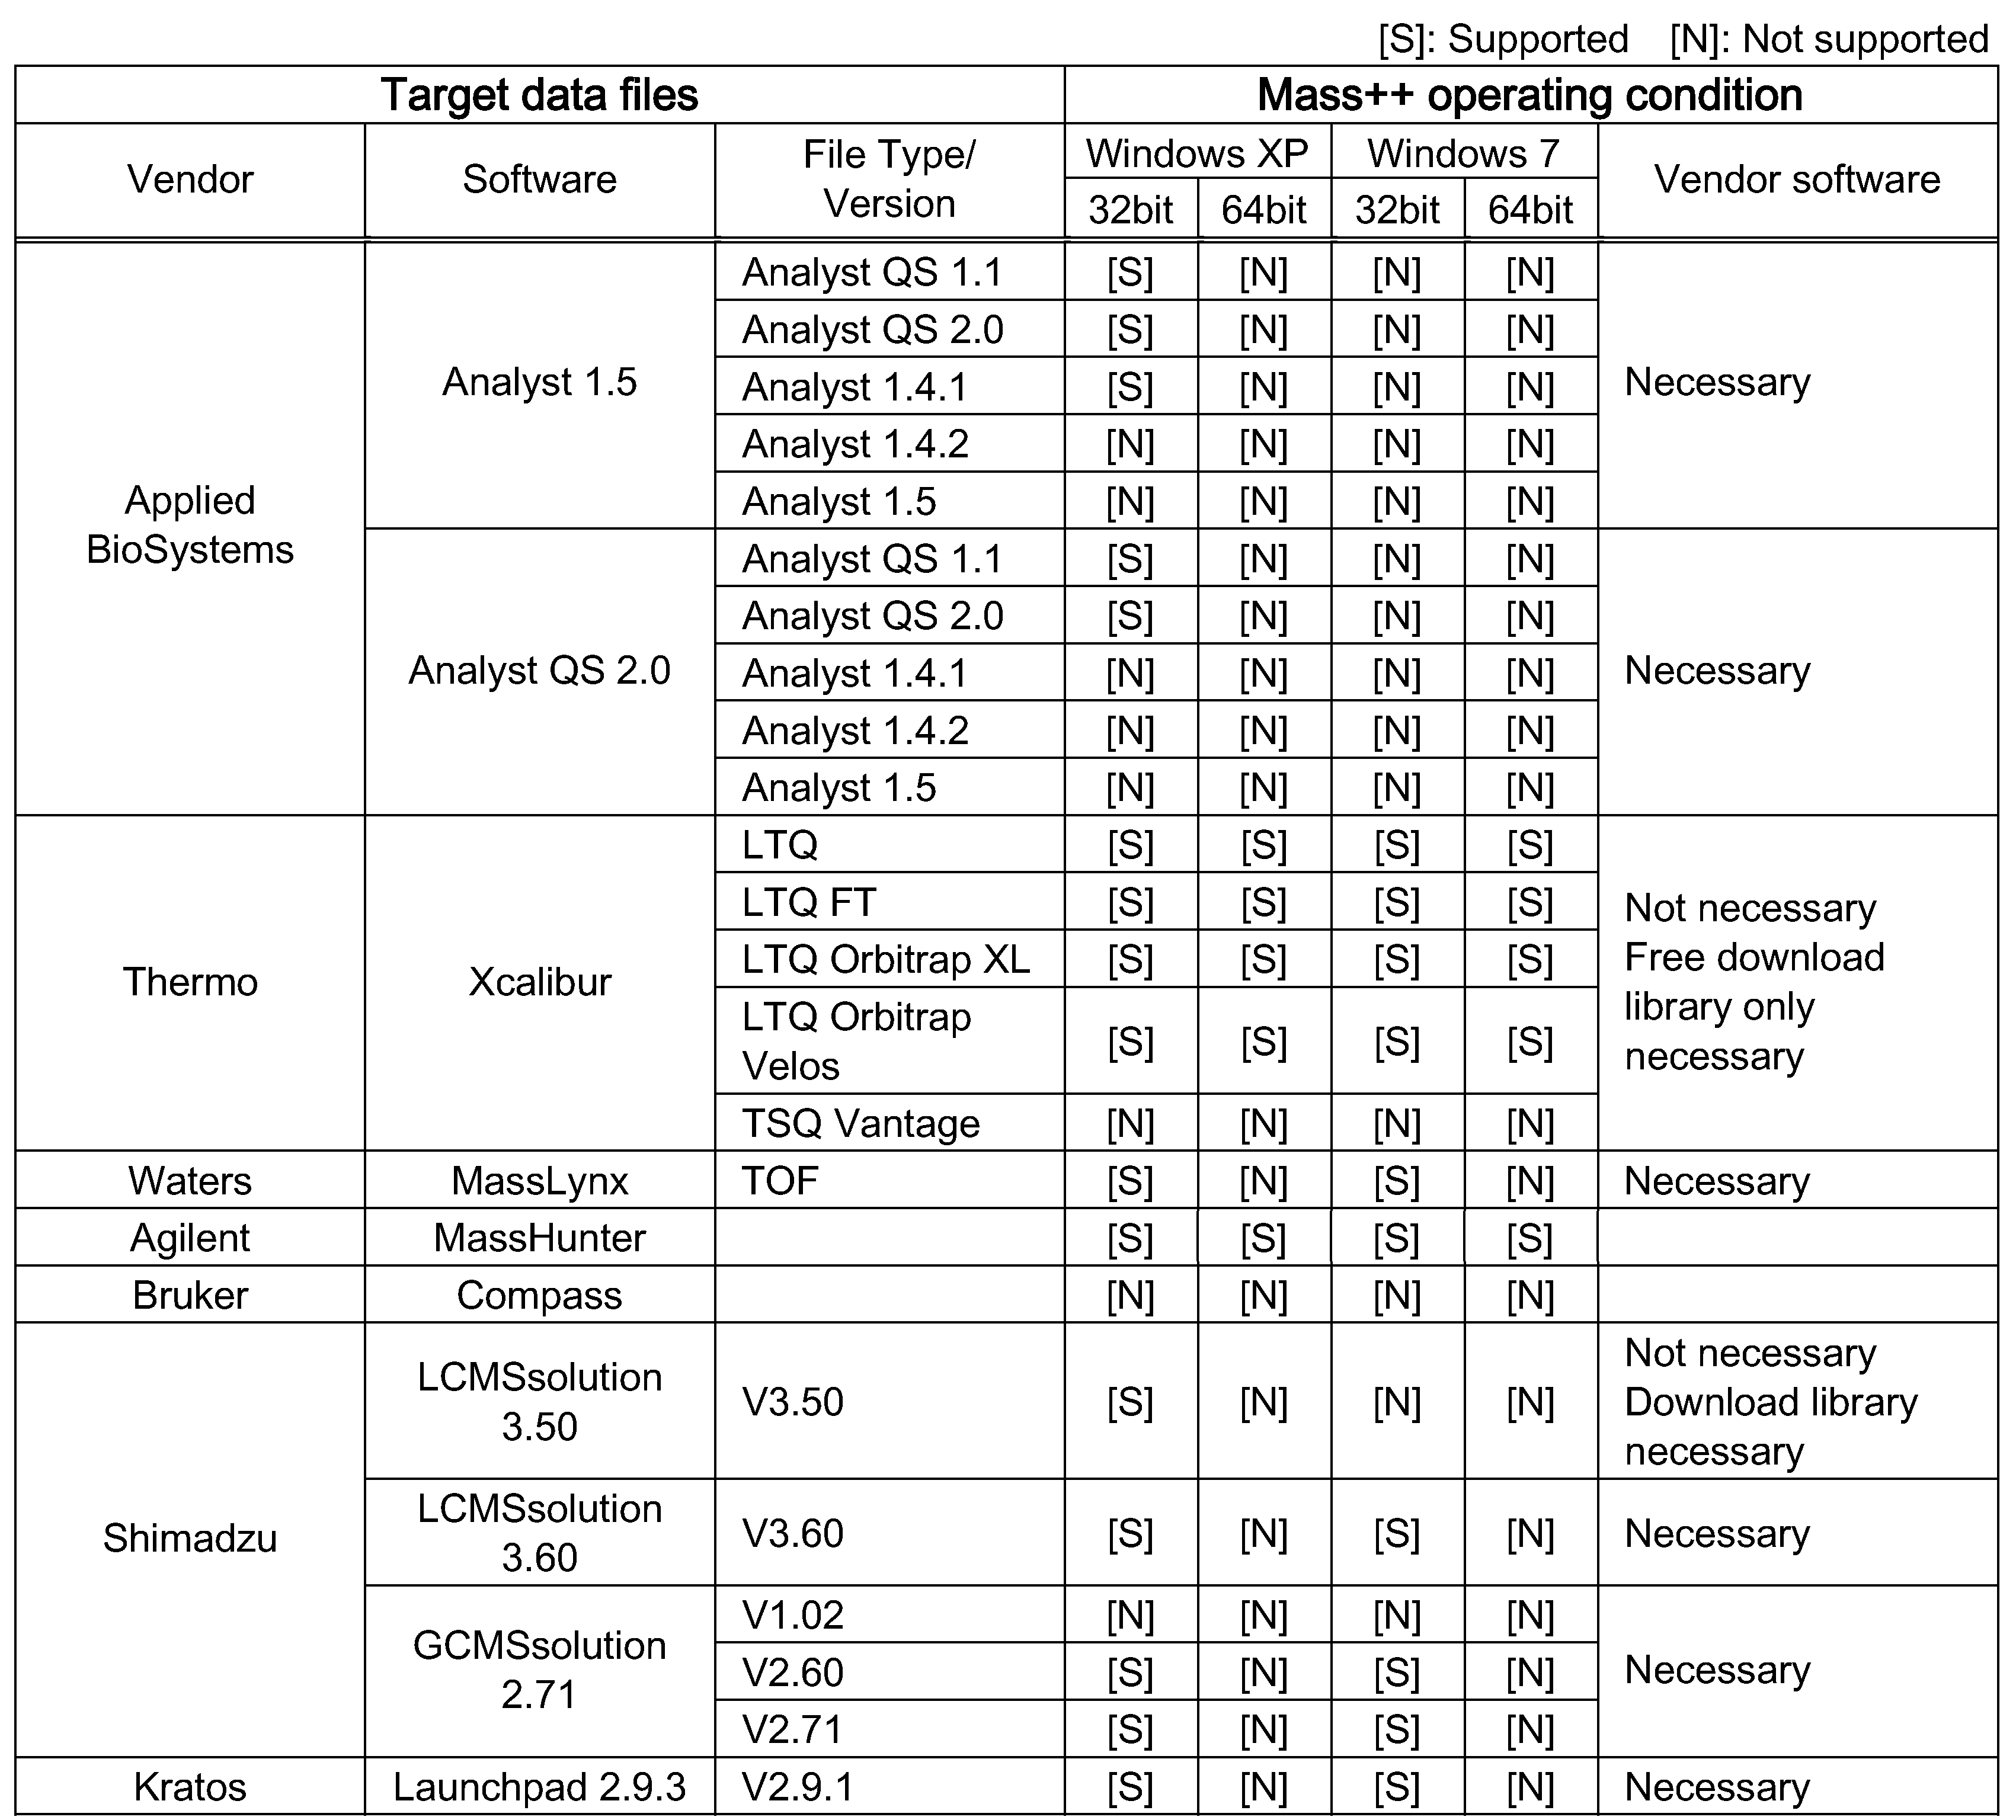 [S]: Supported [N]: Not supported
Target data files Mass++ operating condition
Vendor Software File Type/ Version Windows XP Windows 7 Vendor software
32bit 64bit 32bit 64bit
Applied
BioSystems
Analyst 1.5
Analyst QS 1.1 [S] [N] [N] [N]
Analyst QS 2.0 [S] [N] [N] [N]
Analyst 1.4.1 [S] [N] [N] [N]
Analyst 1.4.2 [N] [N] [N] [N]
Analyst 1.5 [N] [N] [N] [N]
Necessary
Analyst QS 2.0
Analyst QS 1.1 [S] [N] [N] [N]
Analyst QS 2.0 [S] [N] [N] [N]
Analyst 1.4.1 [N] [N] [N] [N]
Analyst 1.4.2 [N] [N] [N] [N]
Analyst 1.5 [N] [N] [N] [N]
Necessary
Thermo
Xcalibur
LTQ [S] [S] [S] [S]
LTQ FT [S] [S] [S] [S]
LTQ Orbitrap XL [S] [S] [S] [S]
LTQ Orbitrap
Velos [S] [S] [S] [S]
TSQ Vantage [N] [N] [N] [N]
Not necessary
Free download
library only
necessary
Waters MassLynx TOF [S] [N] [S] [N] Necessary
Agilent MassHunter [S] [S] [S] [S]
Bruker Compass [N] [N] [N] [N]
Shimadzu
LCMSsolution
3.50
V3.50 [S] [N] [N] [N]
Not necessary
Download library
necessary
LCMSsolution
3.60
V3.60 [S] [N] [S] [N] Necessary
GCMSsolution
2.71
V1.02 [N] [N] [N] [N]
V2.60 [S] [N] [S] [N]
V2.71 [S] [N] [S] [N]
Necessary
Kratos Launchpad 2.9.3 V2.9.1 [S] [N] [S] [N] Necessary